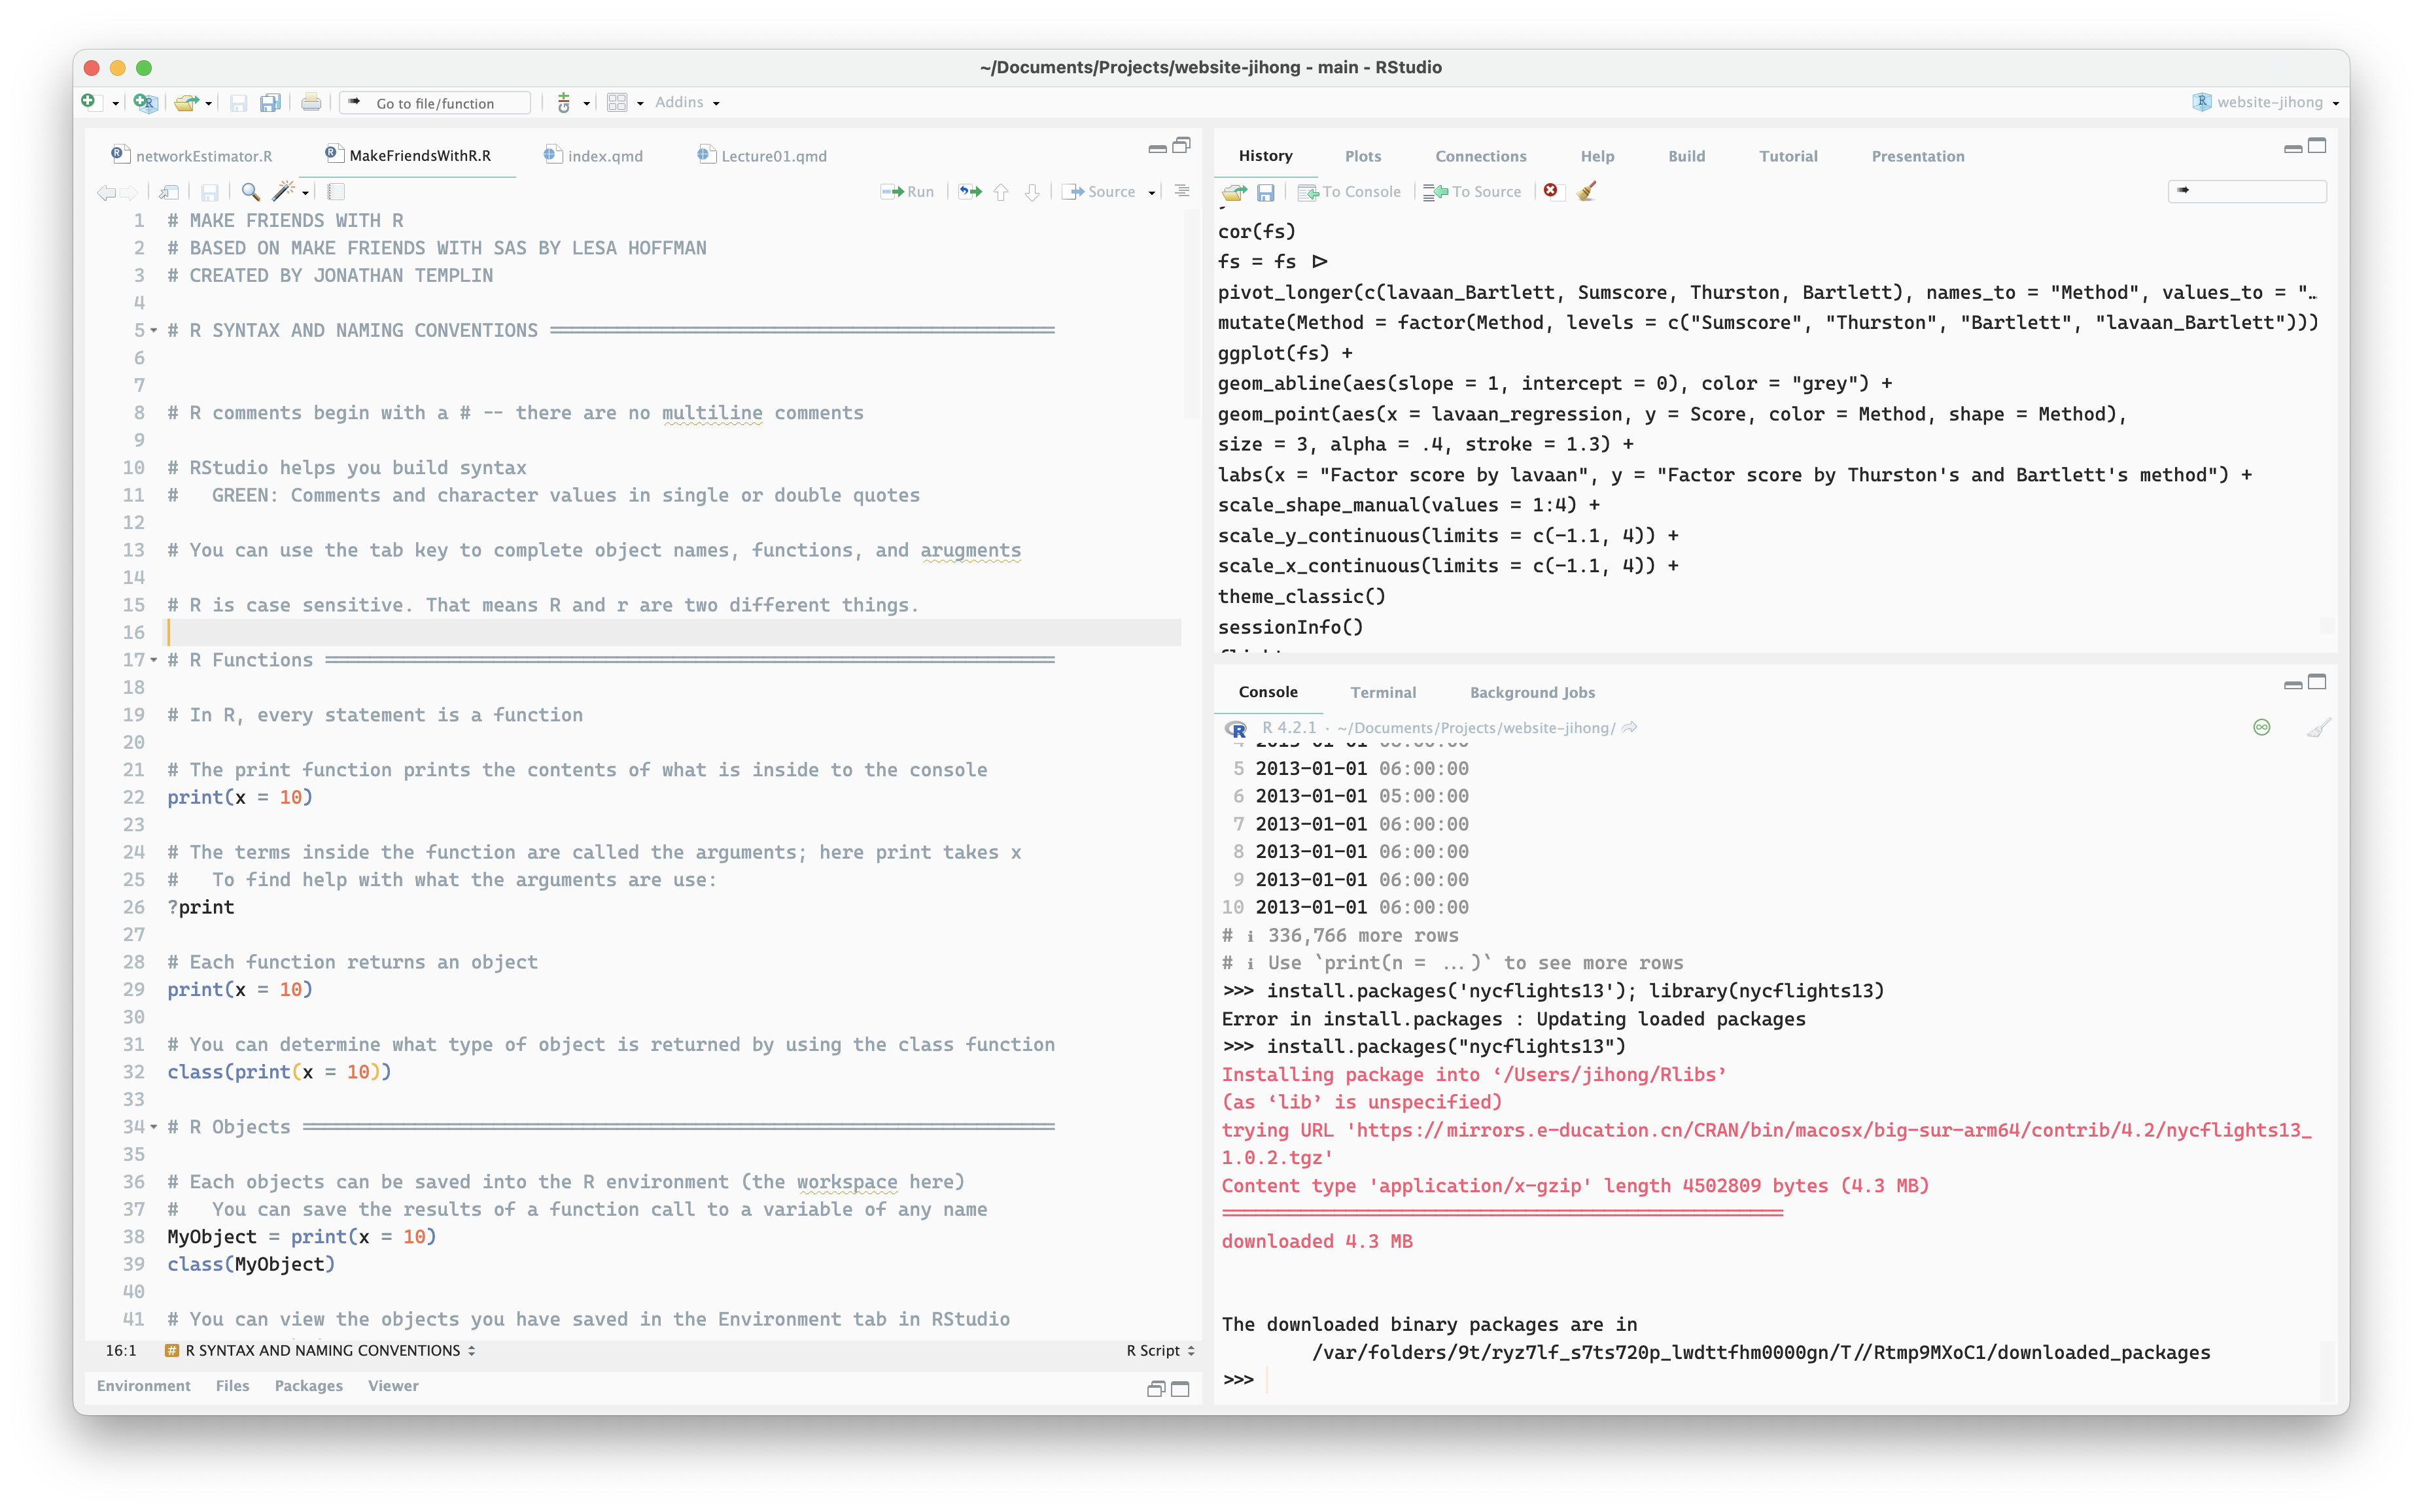 ~/Documents/Projects/website-jihong - main - RStudio
Go to file/function
Addins
website-jihong
networkEstimator.R
MakeFriendsWithR.R
index.qmd
Lecture01.qmd
Run
Source
1 # MAKE FRIENDS WITH R
2 # BASED ON MAKE FRIENDS WITH SAS BY LESA HOFFMAN
3 # CREATED BY JONATHAN TEMPLIN
4
5 # R SYNTAX AND NAMING CONVENTIONS =============================================
6
7
8 # R comments begin with a # -- there are no multiline comments
9
10 # RStudio helps you build syntax
11 #   GREEN: Comments and character values in single or double quotes
12
13 # You can use the tab key to complete object names, functions, and arugments
14
15 # R is case sensitive. That means R and r are two different things.
16
17 # R Functions =================================================================
18
19 # In R, every statement is a function
20
21 # The print function prints the contents of what is inside to the console
22 print(x = 10)
23
24 # The terms inside the function are called the arguments; here print takes x
25 #   To find help with what the arguments are use:
26 ?print
27
28 # Each function returns an object
29 print(x = 10)
30
31 # You can determine what type of object is returned by using the class function
32 class(print(x = 10))
33
34 # R Objects ===================================================================
35
36 # Each objects can be saved into the R environment (the workspace here)
37 #   You can save the results of a function call to a variable of any name
38 MyObject = print(x = 10)
39 class(MyObject)
40
41 # You can view the objects you have saved in the Environment tab in RStudio
16:1
# R SYNTAX AND NAMING CONVENTIONS
R Script
Environment
Files
Packages
Viewer
History
Plots
Connections
Help
Build
Tutorial
Presentation
To Console
To Source
cor(fs)
fs = fs |>
pivot_longer(c(lavaan_Bartlett, Sumscore, Thurston, Bartlett), names_to = "Method", values_to = "…
mutate(Method = factor(Method, levels = c("Sumscore", "Thurston", "Bartlett", "lavaan_Bartlett")))
ggplot(fs) +
geom_abline(aes(slope = 1, intercept = 0), color = "grey") +
geom_point(aes(x = lavaan_regression, y = Score, color = Method, shape = Method),
size = 3, alpha = .4, stroke = 1.3) +
labs(x = "Factor score by lavaan", y = "Factor score by Thurston's and Bartlett's method") +
scale_shape_manual(values = 1:4) +
scale_y_continuous(limits = c(-1.1, 4)) +
scale_x_continuous(limits = c(-1.1, 4)) +
theme_classic()
sessionInfo()
Console
Terminal
Background Jobs
R 4.2.1 · ~/Documents/Projects/website-jihong/
5 2013-01-01 06:00:00
6 2013-01-01 05:00:00
7 2013-01-01 06:00:00
8 2013-01-01 06:00:00
9 2013-01-01 06:00:00
10 2013-01-01 06:00:00
# ℹ 336,766 more rows
# ℹ Use `print(n = ...)` to see more rows
>>> install.packages('nycflights13'); library(nycflights13)
Error in install.packages : Updating loaded packages
>>> install.packages("nycflights13")
Installing package into ‘/Users/jihong/Rlibs’
(as ‘lib’ is unspecified)
trying URL 'https://mirrors.e-ducation.cn/CRAN/bin/macosx/big-sur-arm64/contrib/4.2/nycflights13_
1.0.2.tgz'
Content type 'application/x-gzip' length 4502809 bytes (4.3 MB)
==================================================
downloaded 4.3 MB
The downloaded binary packages are in
/var/folders/9t/ryz7lf_s7ts720p_lwdttfhm0000gn/T//Rtmp9MXoC1/downloaded_packages
>>>